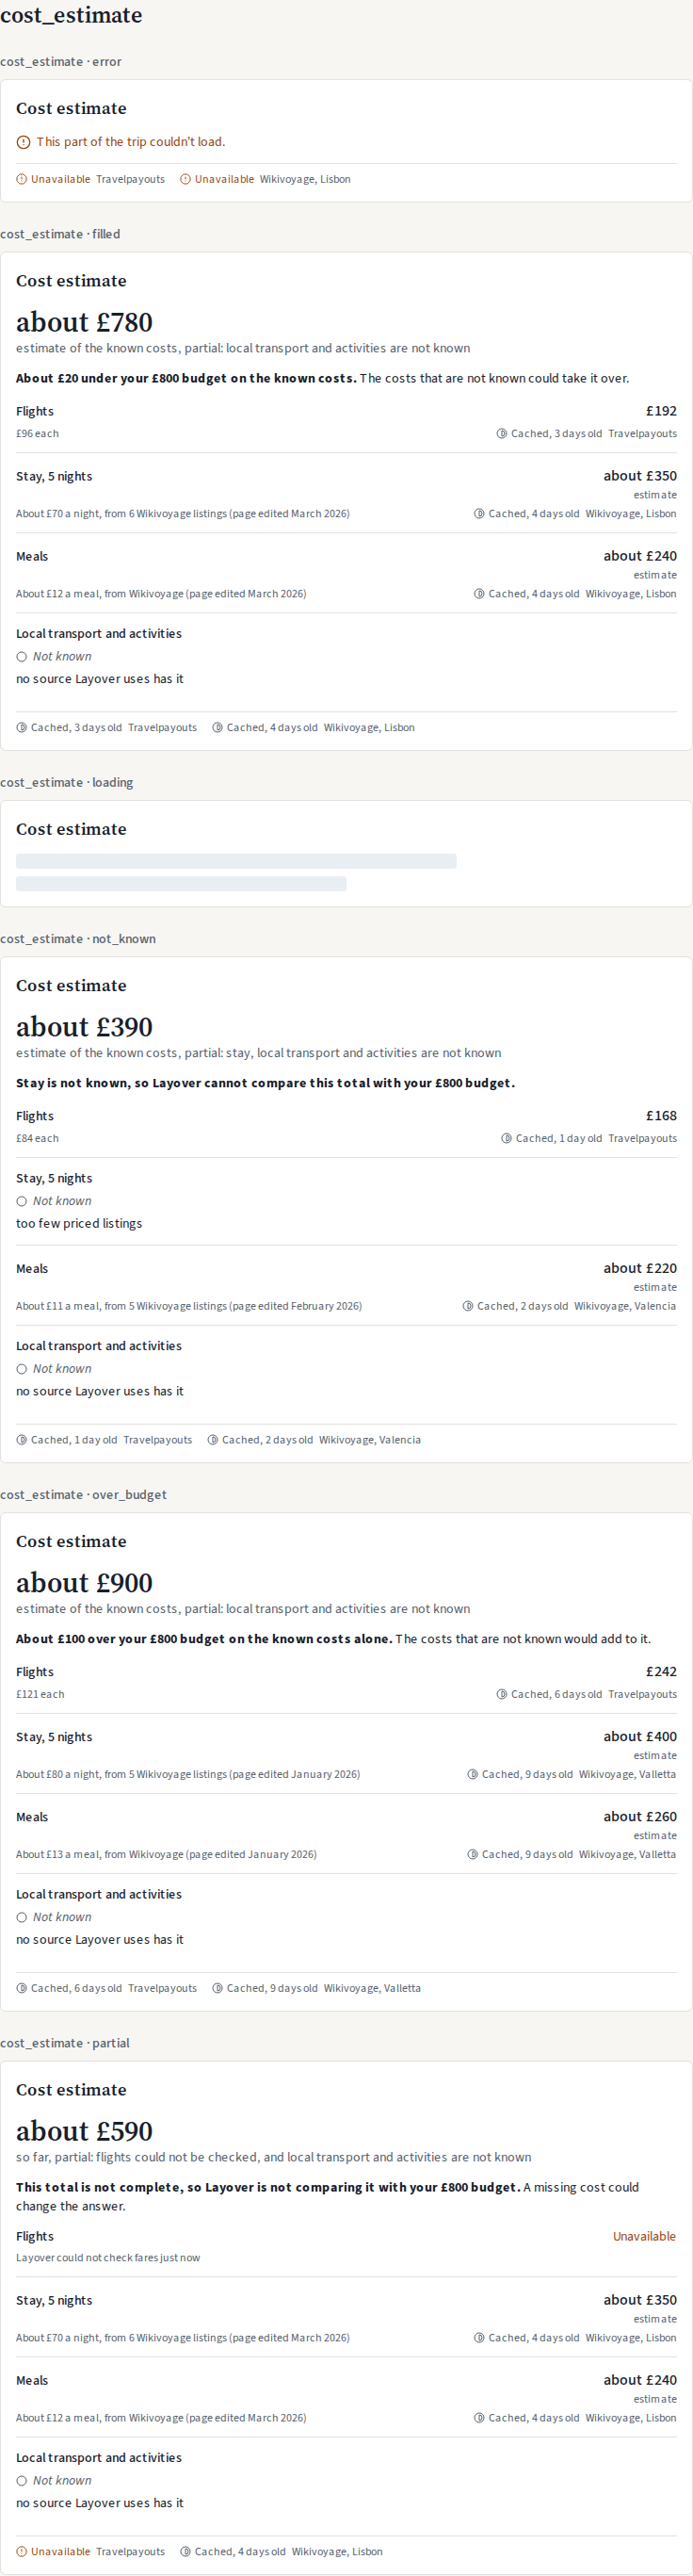 cost_estimate
cost_estimate · error
Cost estimate
This part of the trip couldn't load.
Unavailable Travelpayouts Unavailable Wikivoyage, Lisbon
cost_estimate · filled
Cost estimate
about £780
estimate of the known costs, partial: local transport and activities are not known
About £20 under your £800 budget on the known costs. The costs that are not known could take it over.
Flights £192
£96 each Cached, 3 days old Travelpayouts
Stay, 5 nights about £350
estimate
About £70 a night, from 6 Wikivoyage listings (page edited March 2026) Cached, 4 days old Wikivoyage, Lisbon
Meals about £240
estimate
About £12 a meal, from Wikivoyage (page edited March 2026) Cached, 4 days old Wikivoyage, Lisbon
Local transport and activities
Not known
no source Layover uses has it
Cached, 3 days old Travelpayouts Cached, 4 days old Wikivoyage, Lisbon
cost_estimate · loading
Cost estimate
cost_estimate · not_known
Cost estimate
about £390
estimate of the known costs, partial: stay, local transport and activities are not known
Stay is not known, so Layover cannot compare this total with your £800 budget.
Flights £168
£84 each Cached, 1 day old Travelpayouts
Stay, 5 nights
Not known
too few priced listings
Meals about £220
estimate
About £11 a meal, from 5 Wikivoyage listings (page edited February 2026) Cached, 2 days old Wikivoyage, Valencia
Local transport and activities
Not known
no source Layover uses has it
Cached, 1 day old Travelpayouts Cached, 2 days old Wikivoyage, Valencia
cost_estimate · over_budget
Cost estimate
about £900
estimate of the known costs, partial: local transport and activities are not known
About £100 over your £800 budget on the known costs alone. The costs that are not known would add to it.
Flights £242
£121 each Cached, 6 days old Travelpayouts
Stay, 5 nights about £400
estimate
About £80 a night, from 5 Wikivoyage listings (page edited January 2026) Cached, 9 days old Wikivoyage, Valletta
Meals about £260
estimate
About £13 a meal, from Wikivoyage (page edited January 2026) Cached, 9 days old Wikivoyage, Valletta
Local transport and activities
Not known
no source Layover uses has it
Cached, 6 days old Travelpayouts Cached, 9 days old Wikivoyage, Valletta
cost_estimate · partial
Cost estimate
about £590
so far, partial: flights could not be checked, and local transport and activities are not known
This total is not complete, so Layover is not comparing it with your £800 budget. A missing cost could
change the answer.
Flights Unavailable
Layover could not check fares just now
Stay, 5 nights about £350
estimate
About £70 a night, from 6 Wikivoyage listings (page edited March 2026) Cached, 4 days old Wikivoyage, Lisbon
Meals about £240
estimate
About £12 a meal, from Wikivoyage (page edited March 2026) Cached, 4 days old Wikivoyage, Lisbon
Local transport and activities
Not known
no source Layover uses has it
Unavailable Travelpayouts Cached, 4 days old Wikivoyage, Lisbon